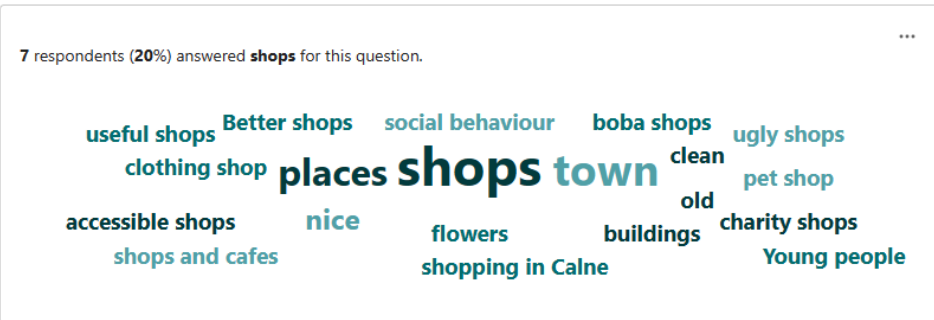 ...
7 respondents (20%) answered shops for this question.
Better shops social behaviour boba shops
useful shops ugly shops
clothing shop places shops town clean
pet shop
old
accessible shops nice charity shops
flowers buildings
shops and cafes Young people
shopping in Calne